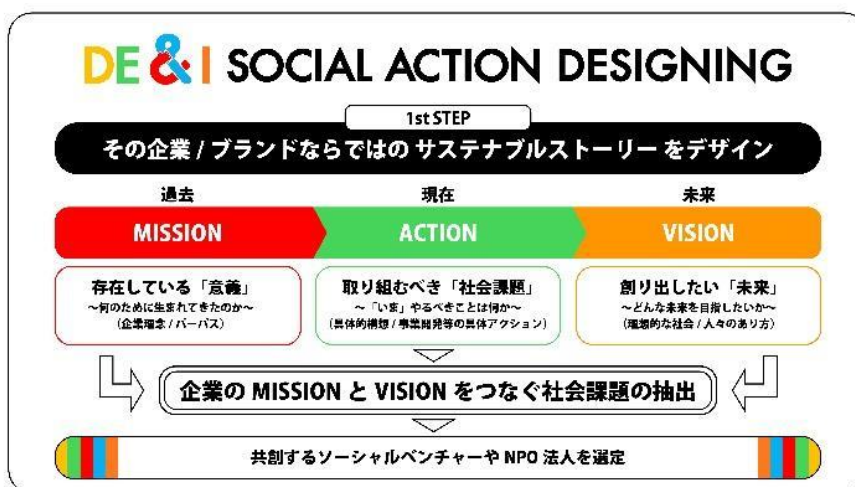 DE&I SOCIAL ACTION DESIGNING
1st STEP
その企業 / ブランドならではの サステナブルストーリー をデザイン
過去
現在
未来
MISSION
ACTION
VISION
存在している「意義」
～何のために生まれてきたのか～
（企業理念 / パーパス）
取り組むべき「社会課題」
～「いま」やるべきことは何か～
（具体的構想 / 事業開発等の具体アクション）
創り出したい「未来」
～どんな未来を目指したいか～
（理想的な社会 / 人々のあり方）
企業の MISSION と VISION をつなぐ社会課題の抽出
共創するソーシャルベンチャーや NPO 法人を選定